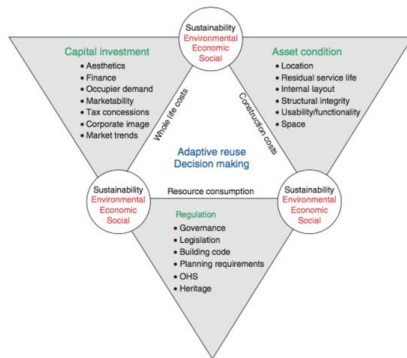 Sustainability
Environmental
Economic
Social
Capital investment
• Aesthetics
• Finance
• Occupier demand
• Marketability
• Tax concessions
• Corporate image
• Market trends
Asset condition
• Location
• Residual service life
• Internal layout
• Structural integrity
• Usability/functionality
• Space
Whole life costs
Construction costs
Adaptive reuse
Decision making
Resource consumption
Sustainability
Environmental
Economic
Social
Sustainability
Environmental
Economic
Social
Regulation
• Governance
• Legislation
• Building code
• Planning requirements
• OHS
• Heritage